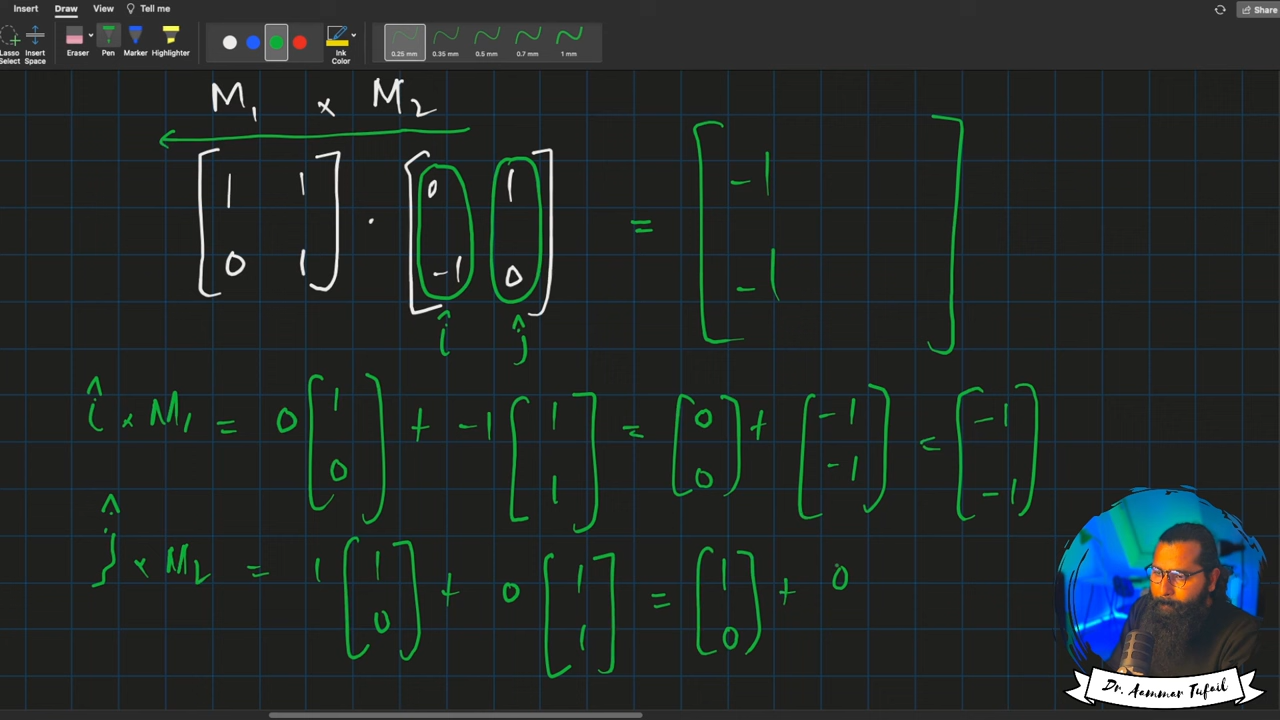 Insert Draw View Tell me Share
Lasso Select Insert Space Eraser Pen Marker Highlighter Ink Color 0.25 mm 0.35 mm 0.5 mm 0.7 mm 1 mm
M₁ × M₂
[1 1; 0 1] · [0 1; -1 0] = [-1; -1]
î ĵ
î × M₁ = 0 [1; 0] + -1 [1; 1] = [0; 0] + [-1; -1] = [-1; -1]
ĵ × M₂ = 1 [1; 0] + 0 [1; 1] = [1; 0] + 0
Dr. Aammar Tufail